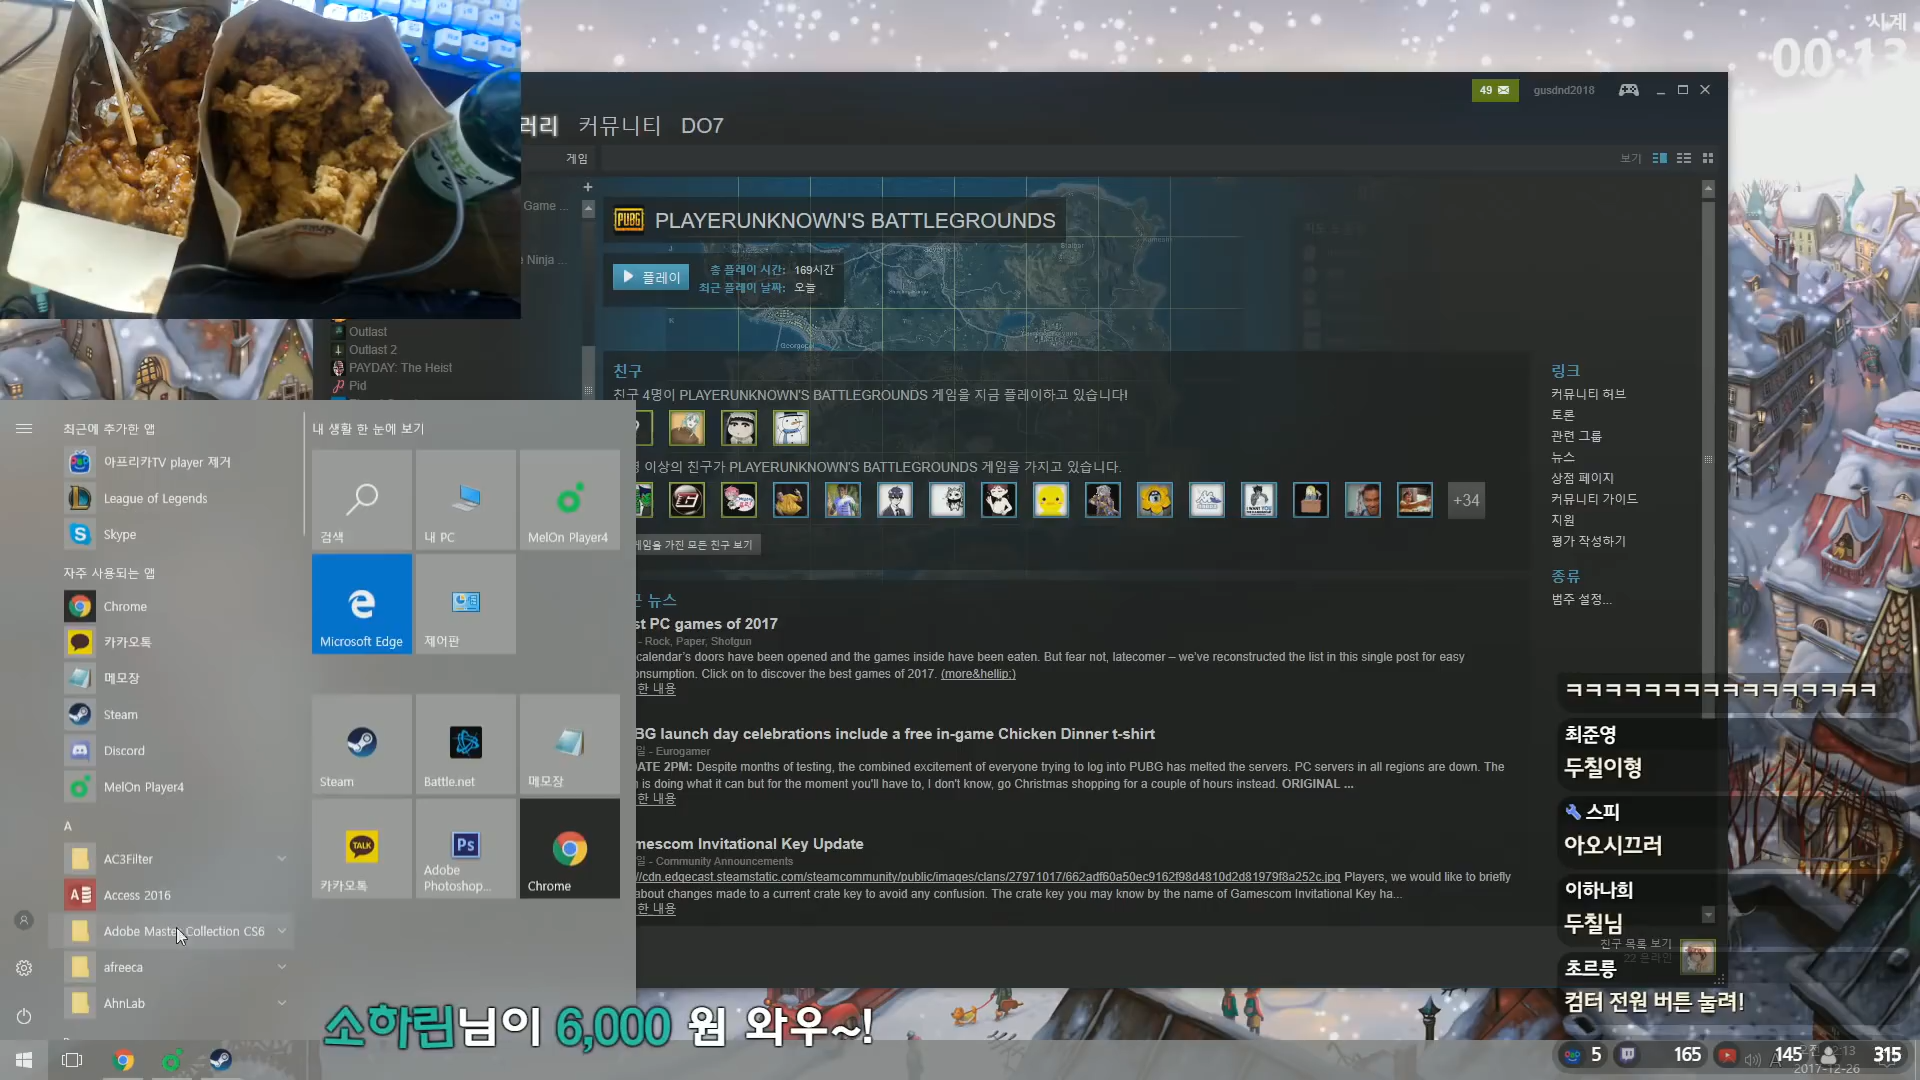 시계
00:13
49
gusdnd2018
러리
커뮤니티
DO7
게임
보기
Game ...
e Ninja ...
PUBG
PLAYERUNKNOWN'S BATTLEGROUNDS
플레이
총 플레이 시간: 169시간
최근 플레이 날짜: 오늘
Outlast
Outlast 2
PAYDAY: The Heist
Pid
친구
친구 4명이 PLAYERUNKNOWN'S BATTLEGROUNDS 게임을 지금 플레이하고 있습니다!
이상의 친구가 PLAYERUNKNOWN'S BATTLEGROUNDS 게임을 가지고 있습니다.
+34
게임을 가진 모든 친구 보기
링크
커뮤니티 허브
토론
관련 그룹
뉴스
상점 페이지
커뮤니티 가이드
지원
평가 작성하기
종류
범주 설정...
뉴스
st PC games of 2017
- Rock, Paper, Shotgun
calendar's doors have been opened and the games inside have been eaten. But fear not, latecomer – we've reconstructed the list in this single post for easy
onsumption. Click on to discover the best games of 2017. (more&hellip;)
한 내용
BG launch day celebrations include a free in-game Chicken Dinner t-shirt
일 - Eurogamer
ATE 2PM: Despite months of testing, the combined excitement of everyone trying to log into PUBG has melted the servers. PC servers in all regions are down. The
n is doing what it can but for the moment you'll have to, I don't know, go Christmas shopping for a couple of hours instead. ORIGINAL ...
한 내용
mescom Invitational Key Update
일 - Community Announcements
//cdn.edgecast.steamstatic.com/steamcommunity/public/images/clans/27971017/662adf60a50ec9162f98d4810d2d81979f8a252c.jpg Players, we would like to briefly
about changes made to a current crate key to avoid any confusion. The crate key you may know by the name of Gamescom Invitational Key ha...
한 내용
친구 목록 보기
22 온라인
최근에 추가한 앱
아프리카TV player 제거
League of Legends
Skype
자주 사용되는 앱
Chrome
카카오톡
메모장
Steam
Discord
MelOn Player4
A
AC3Filter
Access 2016
Adobe Master Collection CS6
afreeca
AhnLab
내 생활 한 눈에 보기
검색
내 PC
MelOn Player4
Microsoft Edge
제어판
Steam
Battle.net
메모장
TALK
카카오톡
Ps
Adobe
Photoshop...
Chrome
ㅋㅋㅋㅋㅋㅋㅋㅋㅋㅋㅋㅋㅋㅋㅋㅋ
최준영
두칠이형
스피
아오시끄러
이하나희
두칠님
초르릉
컴터 전원 버튼 눌려!
소하린님이 6,000 원 와우~!
5
165
145
315
2017-12-26